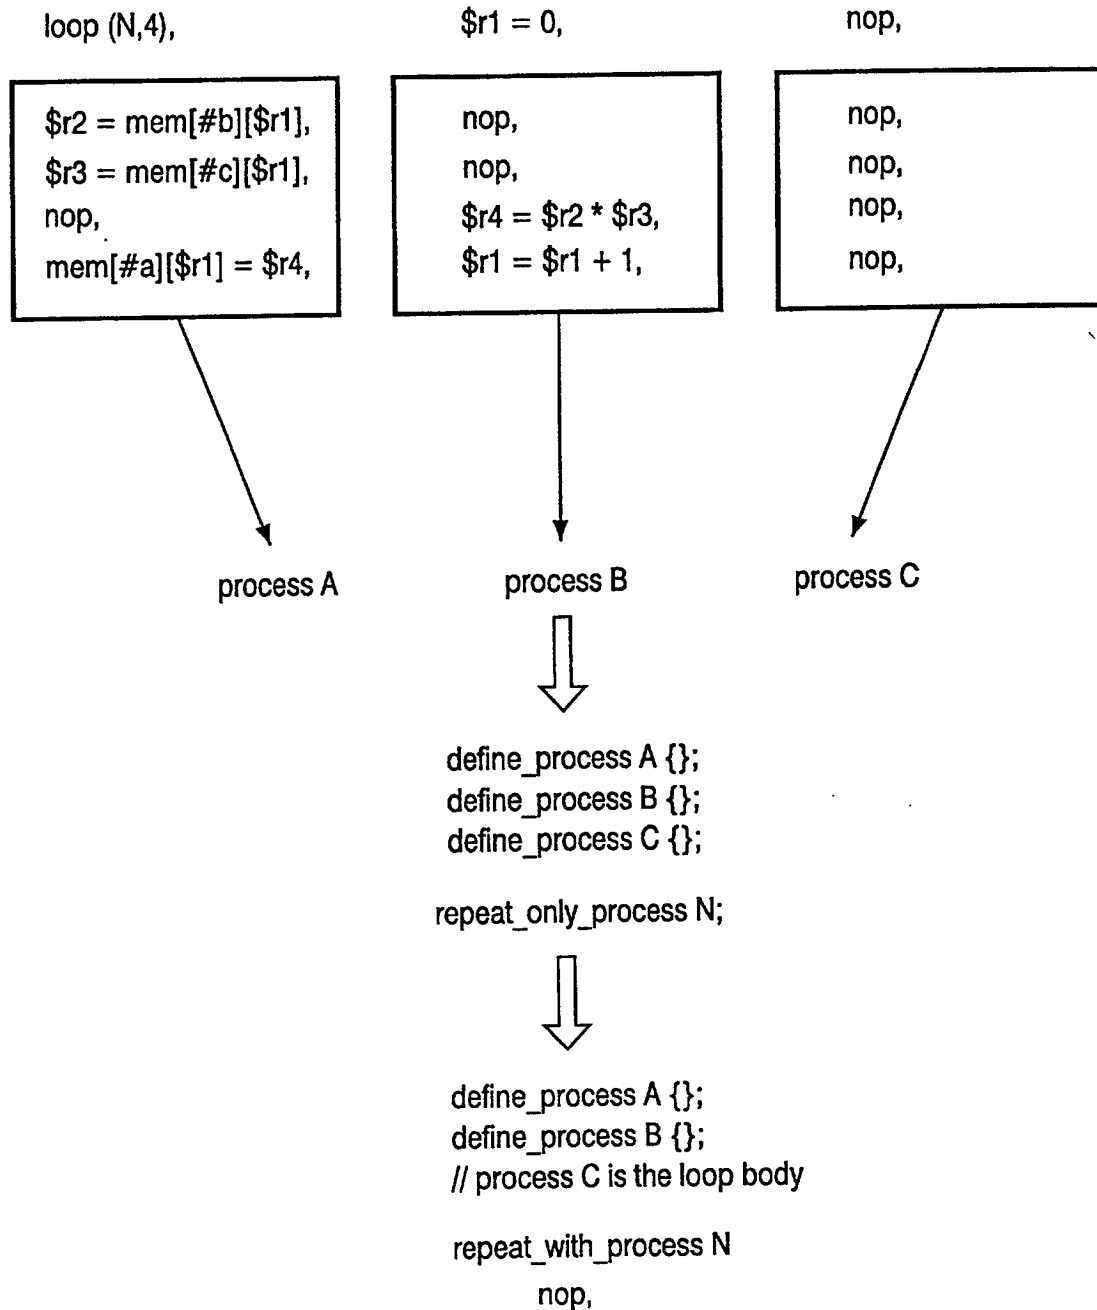 loop (N,4),
$r1 = 0,
nop,
$r2 = mem[#b][$r1],
$r3 = mem[#c][$r1],
nop,
mem[#a][$r1] = $r4,
nop,
nop,
$r4 = $r2 * $r3,
$r1 = $r1 + 1,
nop,
nop,
nop,
nop,
process A
process B
process C
define_process A {};
define_process B {};
define_process C {};
repeat_only_process N;
define_process A {};
define_process B {};
// process C is the loop body
repeat_with_process N
nop,